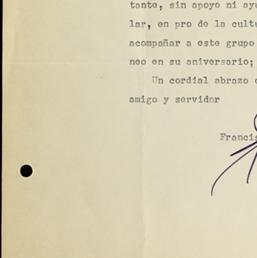 tante, sin apoyo ni ayu
lar, en pro de la cultu
acompañar a este grupo
neo en su aniversario;
Un cordial abrazo d
amigo y servidor
Francis